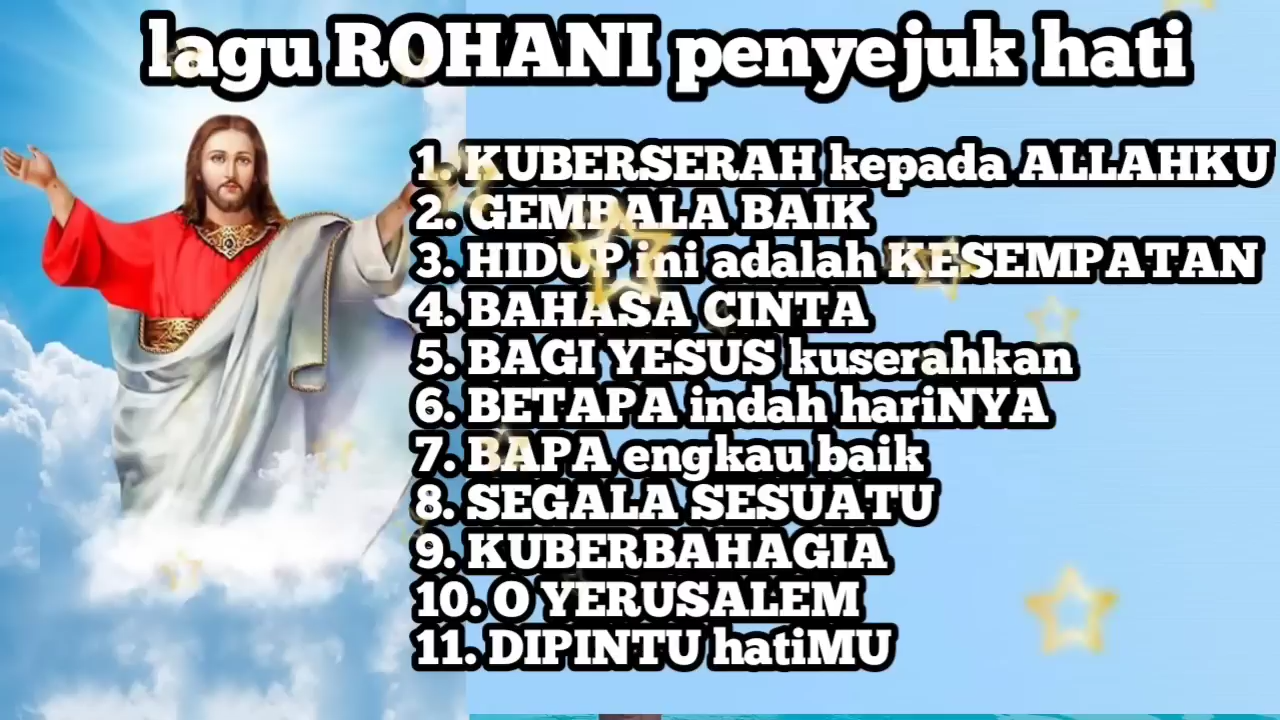 lagu ROHANI penyejuk hati
1. KUBERSERAH kepada ALLAHKU
2. GEMBALA BAIK
3. HIDUP ini adalah KESEMPATAN
4. BAHASA CINTA
5. BAGI YESUS kuserahkan
6. BETAPA indah hariNYA
7. BAPA engkau baik
8. SEGALA SESUATU
9. KUBERBAHAGIA
10. O YERUSALEM
11. DIPINTU hatiMU